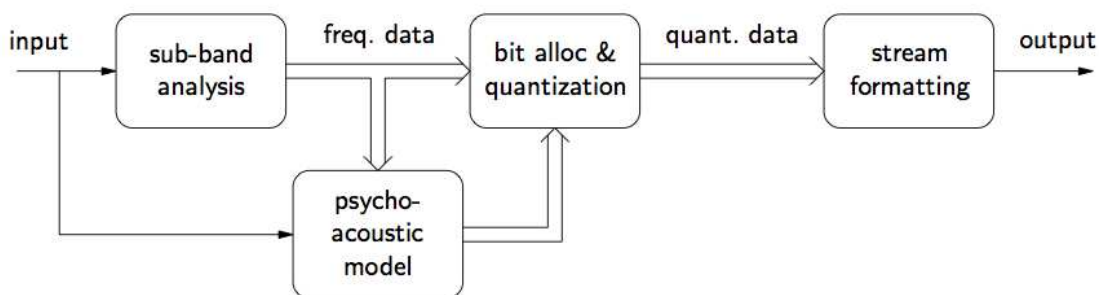 input
sub-band
analysis
freq. data
bit alloc &
quantization
quant. data
stream
formatting
output
psycho-
acoustic
model